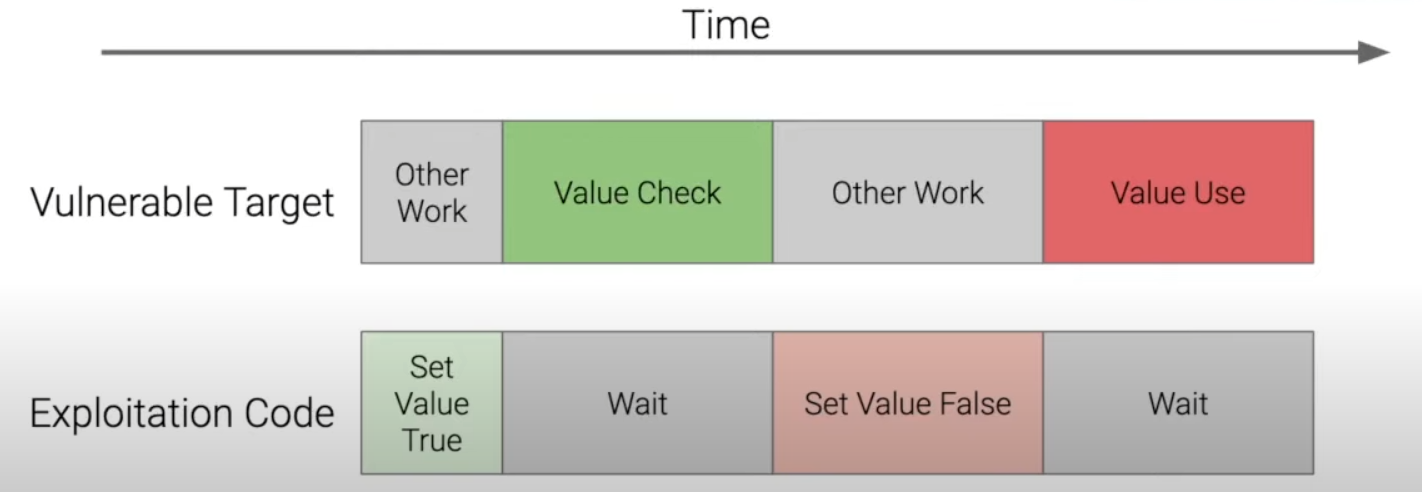 Time
Vulnerable Target
Other
Work
Value Check
Other Work
Value Use
Exploitation Code
Set
Value
True
Wait
Set Value False
Wait